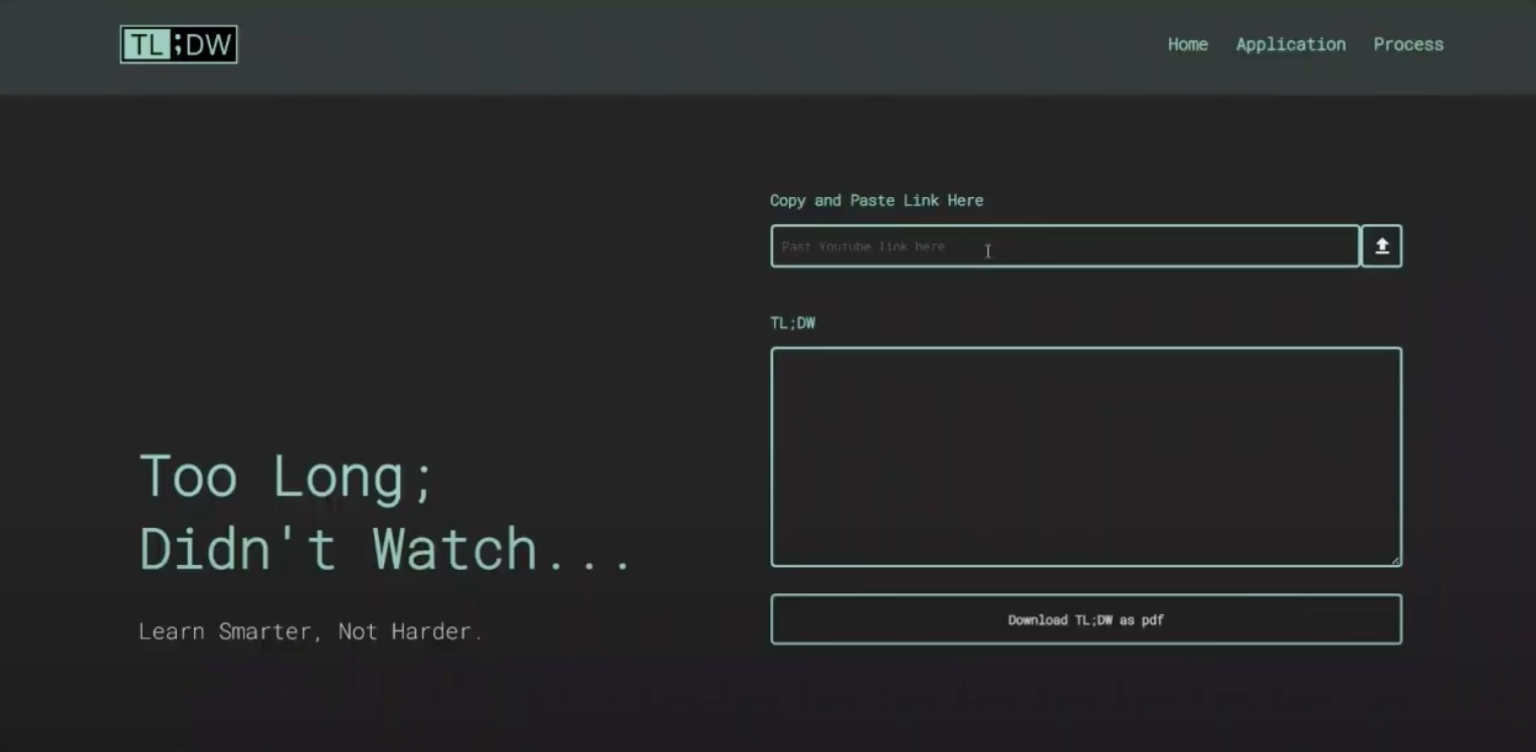 TL;DW
Home Application Process
Copy and Paste Link Here
Past Youtube link here
TL;DW
Too Long;
Didn't Watch...
Learn Smarter, Not Harder.
Download TL;DW as pdf